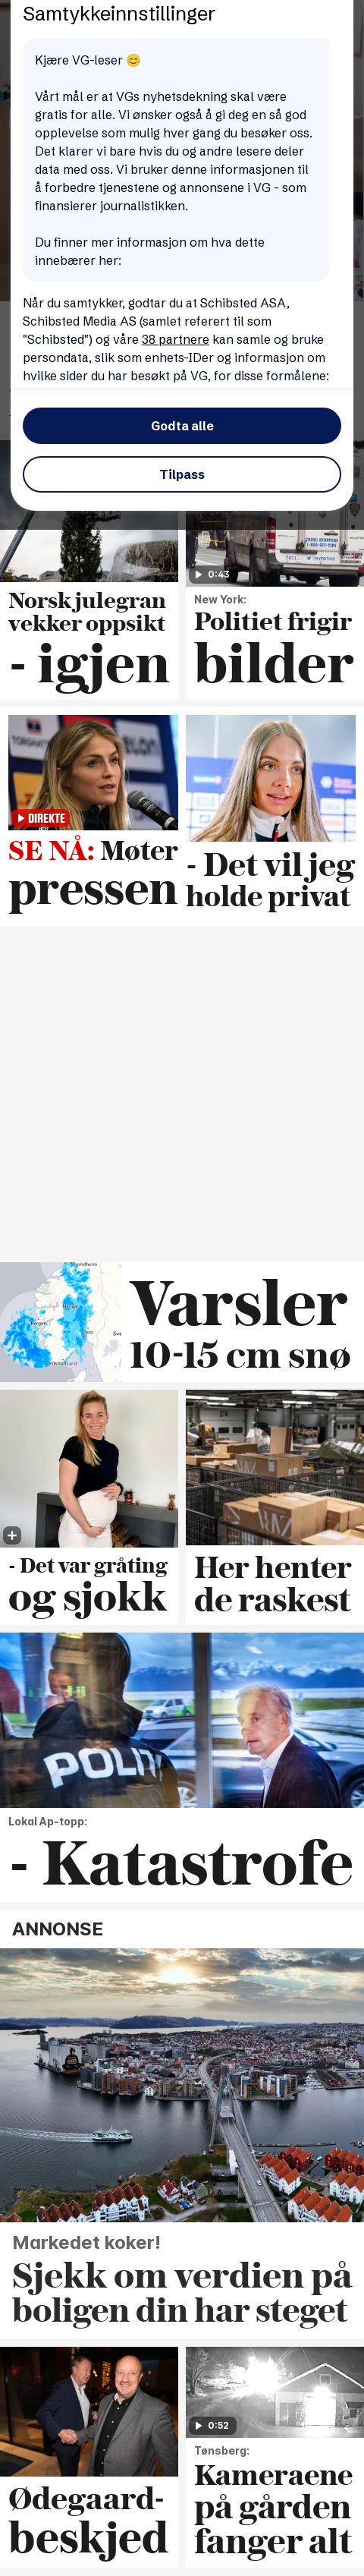 Samtykkeinnstillinger
Kjære VG-leser 😊
Vårt mål er at VGs nyhetsdekning skal være
gratis for alle. Vi ønsker også å gi deg en så god
opplevelse som mulig hver gang du besøker oss.
Det klarer vi bare hvis du og andre lesere deler
data med oss. Vi bruker denne informasjonen til
å forbedre tjenestene og annonsene i VG - som
finansierer journalistikken.
Du finner mer informasjon om hva dette
innebærer her:
Når du samtykker, godtar du at Schibsted ASA,
Schibsted Media AS (samlet referert til som
"Schibsted") og våre 38 partnere kan samle og bruke
persondata, slik som enhets-IDer og informasjon om
hvilke sider du har besøkt på VG, for disse formålene:
Godta alle
Tilpass
0:43
Norsk julegran
vekker oppsikt
- igjen
New York:
Politiet frigir
bilder
DIREKTE
SE NÅ: Møter
pressen
- Det vil jeg
holde privat
Varsler
10-15 cm snø
- Det var gråting
og sjokk
Her henter
de raskest
POLITI
Lokal Ap-topp:
- Katastrofe
ANNONSE
Markedet koker!
Sjekk om verdien på
boligen din har steget
Ødegaard-
beskjed
0:52
Tønsberg:
Kameraene
på gården
fanger alt